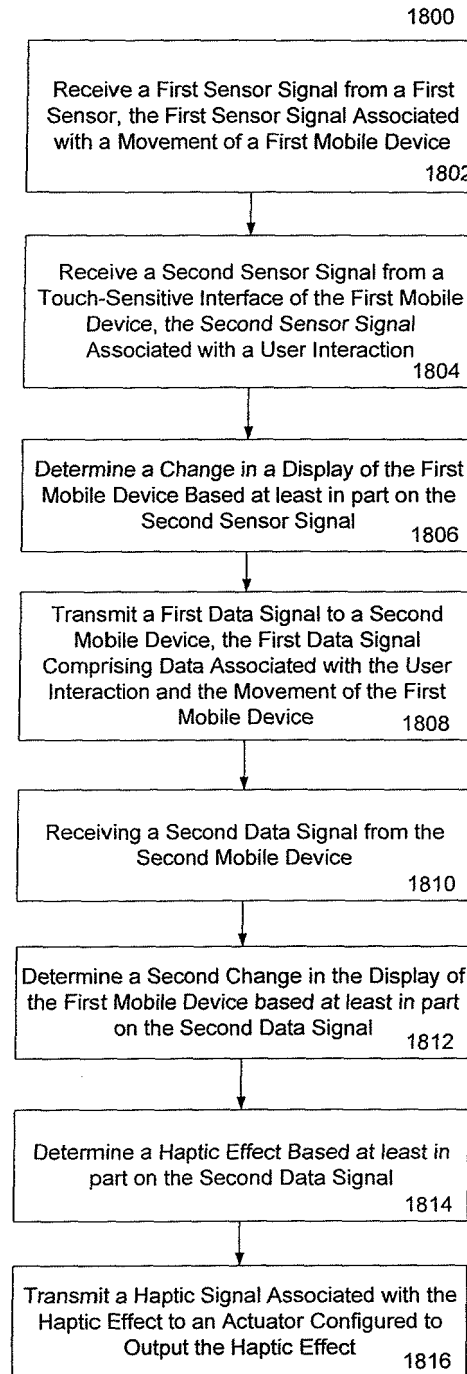 1800
Receive a First Sensor Signal from a First
Sensor, the First Sensor Signal Associated
with a Movement of a First Mobile Device
1802
Receive a Second Sensor Signal from a
Touch-Sensitive Interface of the First Mobile
Device, the Second Sensor Signal
Associated with a User Interaction
1804
Determine a Change in a Display of the First
Mobile Device Based at least in part on the
Second Sensor Signal
1806
Transmit a First Data Signal to a Second
Mobile Device, the First Data Signal
Comprising Data Associated with the User
Interaction and the Movement of the First
Mobile Device
1808
Receiving a Second Data Signal from the
Second Mobile Device
1810
Determine a Second Change in the Display of
the First Mobile Device based at least in part
on the Second Data Signal
1812
Determine a Haptic Effect Based at least in
part on the Second Data Signal
1814
Transmit a Haptic Signal Associated with the
Haptic Effect to an Actuator Configured to
Output the Haptic Effect
1816